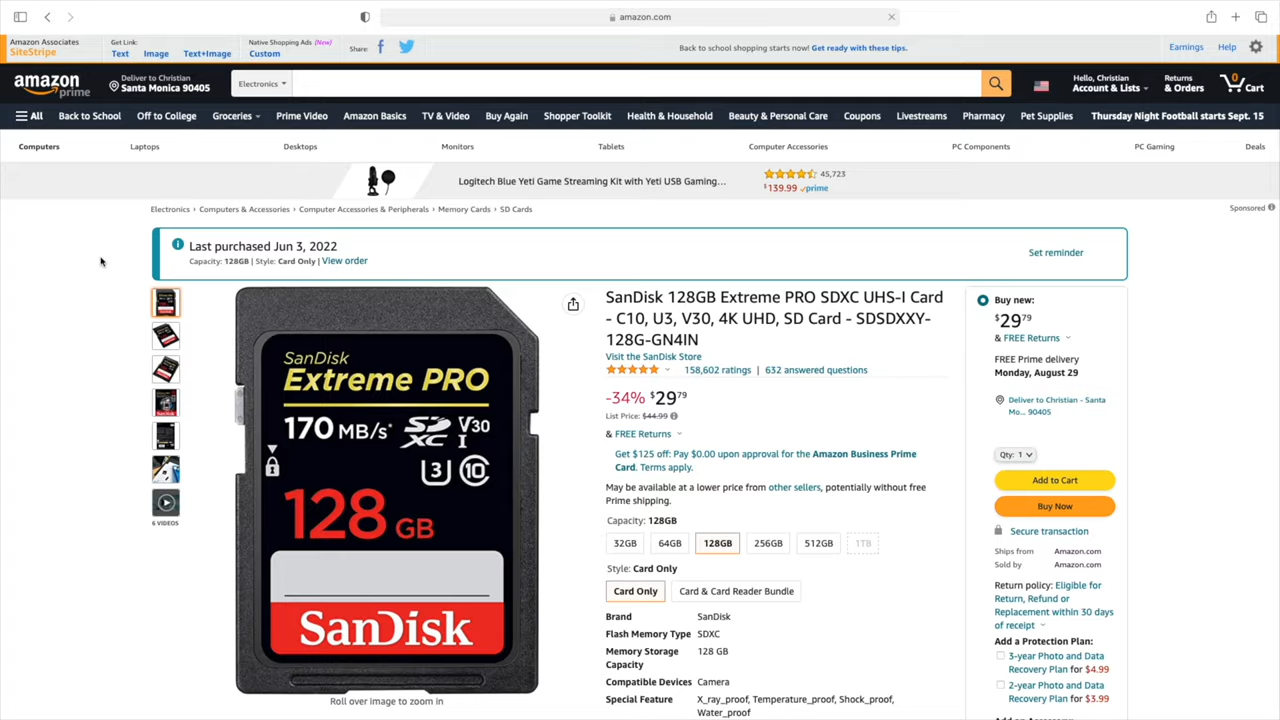 amazon.com
Amazon Associates
SiteStripe
Get Link:
Text Image Text+Image
Native Shopping Ads (New)
Custom
Share:
Back to school shopping starts now! Get ready with these tips.
Earnings Help
amazon
prime
Deliver to Christian
Santa Monica 90405
Electronics
Hello, Christian
Account & Lists
Returns
& Orders
0
Cart
All Back to School Off to College Groceries Prime Video Amazon Basics TV & Video Buy Again Shopper Toolkit Health & Household Beauty & Personal Care Coupons Livestreams Pharmacy Pet Supplies Thursday Night Football starts Sept. 15
Computers Laptops Desktops Monitors Tablets Computer Accessories PC Components PC Gaming Deals
Logitech Blue Yeti Game Streaming Kit with Yeti USB Gaming...
45,723
$139.99 prime
Electronics › Computers & Accessories › Computer Accessories & Peripherals › Memory Cards › SD Cards
Sponsored
Last purchased Jun 3, 2022
Capacity: 128GB | Style: Card Only | View order
Set reminder
6 VIDEOS
SanDisk
Extreme PRO
170 MB/s* SD XC I V30
U3 10
128 GB
SanDisk
Roll over image to zoom in
SanDisk 128GB Extreme PRO SDXC UHS-I Card
- C10, U3, V30, 4K UHD, SD Card - SDSDXXY-
128G-GN4IN
Visit the SanDisk Store
158,602 ratings | 632 answered questions
-34% $29 79
List Price: $44.99
& FREE Returns
Get $125 off: Pay $0.00 upon approval for the Amazon Business Prime
Card. Terms apply.
May be available at a lower price from other sellers, potentially without free
Prime shipping.
Capacity: 128GB
32GB 64GB 128GB 256GB 512GB 1TB
Style: Card Only
Card Only Card & Card Reader Bundle
Brand SanDisk
Flash Memory Type SDXC
Memory Storage 128 GB
Capacity
Compatible Devices Camera
Special Feature X_ray_proof, Temperature_proof, Shock_proof,
Water_proof
Buy new:
$29 79
& FREE Returns
FREE Prime delivery
Monday, August 29
Deliver to Christian - Santa
Mo... 90405
Qty: 1
Add to Cart
Buy Now
Secure transaction
Ships from Amazon.com
Sold by Amazon.com
Return policy: Eligible for
Return, Refund or
Replacement within 30 days
of receipt
Add a Protection Plan:
3-year Photo and Data
Recovery Plan for $4.99
2-year Photo and Data
Recovery Plan for $3.99